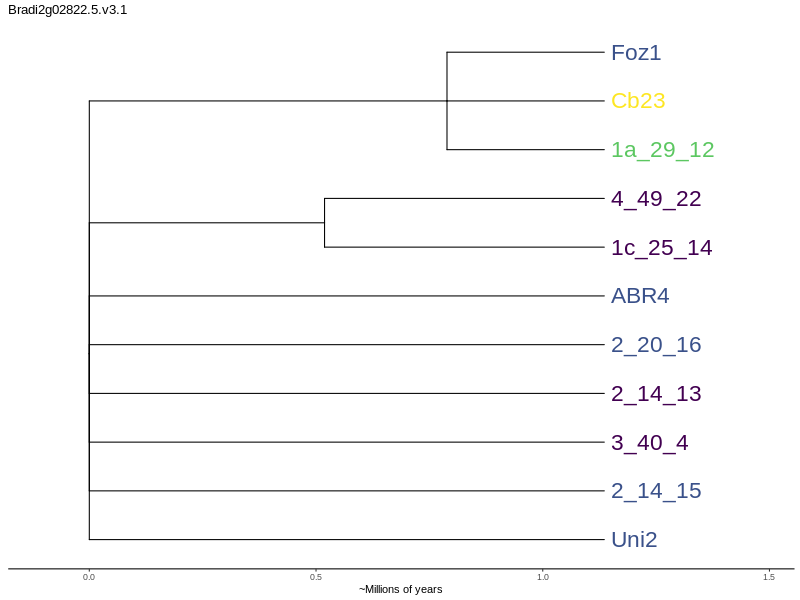 Bradi2g02822.5.v3.1
Foz1
Cb23
1a_29_12
4_49_22
1c_25_14
ABR4
2_20_16
2_14_13
3_40_4
2_14_15
Uni2
0.0 0.5 1.0 1.5
~Millions of years